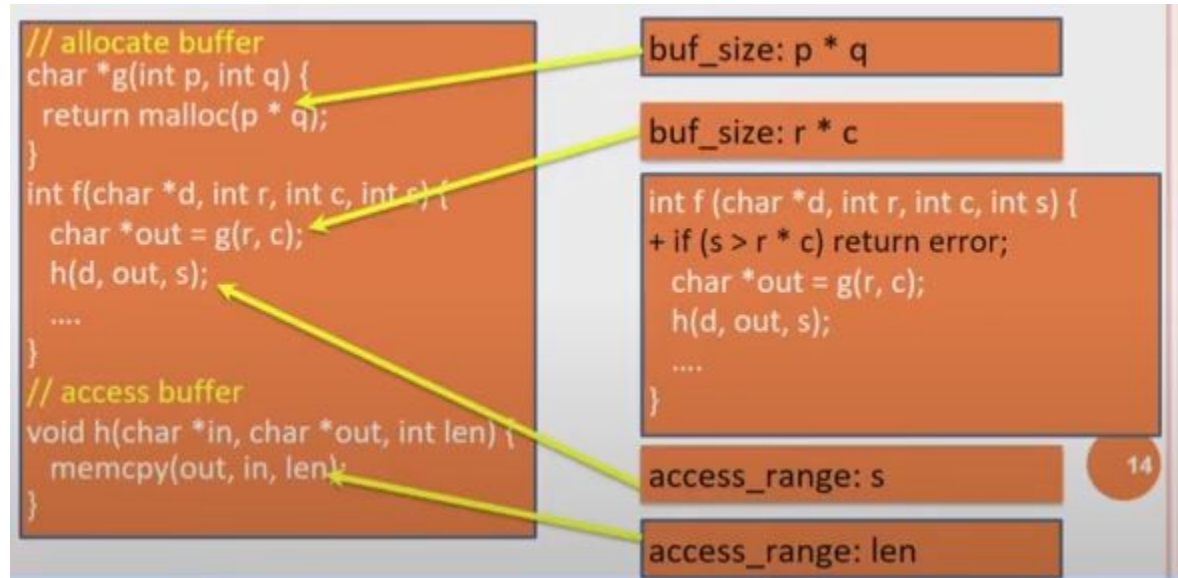 // allocate buffer
char *g(int p, int q) {
return malloc(p * q);
}
int f(char *d, int r, int c, int s) {
char *out = g(r, c);
h(d, out, s);
....
}
// access buffer
void h(char *in, char *out, int len) {
memcpy(out, in, len);
}
buf_size: p * q
buf_size: r * c
int f (char *d, int r, int c, int s) {
+ if (s > r * c) return error;
char *out = g(r, c);
h(d, out, s);
....
}
14
access_range: s
access_range: len